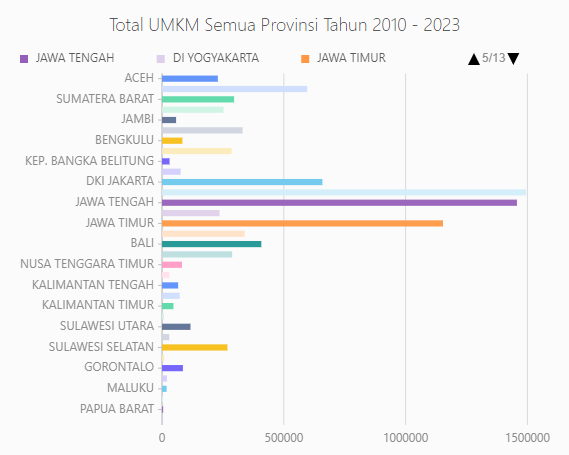 Total UMKM Semua Provinsi Tahun 2010 - 2023
JAWA TENGAH DI YOGYAKARTA JAWA TIMUR 5/13
ACEH
SUMATERA BARAT
JAMBI
BENGKULU
KEP. BANGKA BELITUNG
DKI JAKARTA
JAWA TENGAH
JAWA TIMUR
BALI
NUSA TENGGARA TIMUR
KALIMANTAN TENGAH
KALIMANTAN TIMUR
SULAWESI UTARA
SULAWESI SELATAN
GORONTALO
MALUKU
PAPUA BARAT
0 500000 1000000 1500000